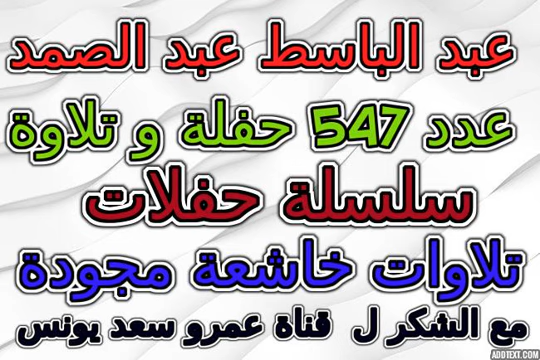 عبد الباسط عبد الصمد
عدد 547 حفلة و تلاوة
سلسلة حفلات
تلاوات خاشعة مجودة
مع الشكر ل قناة عمرو سعد يونس
ADDTEXT.COM